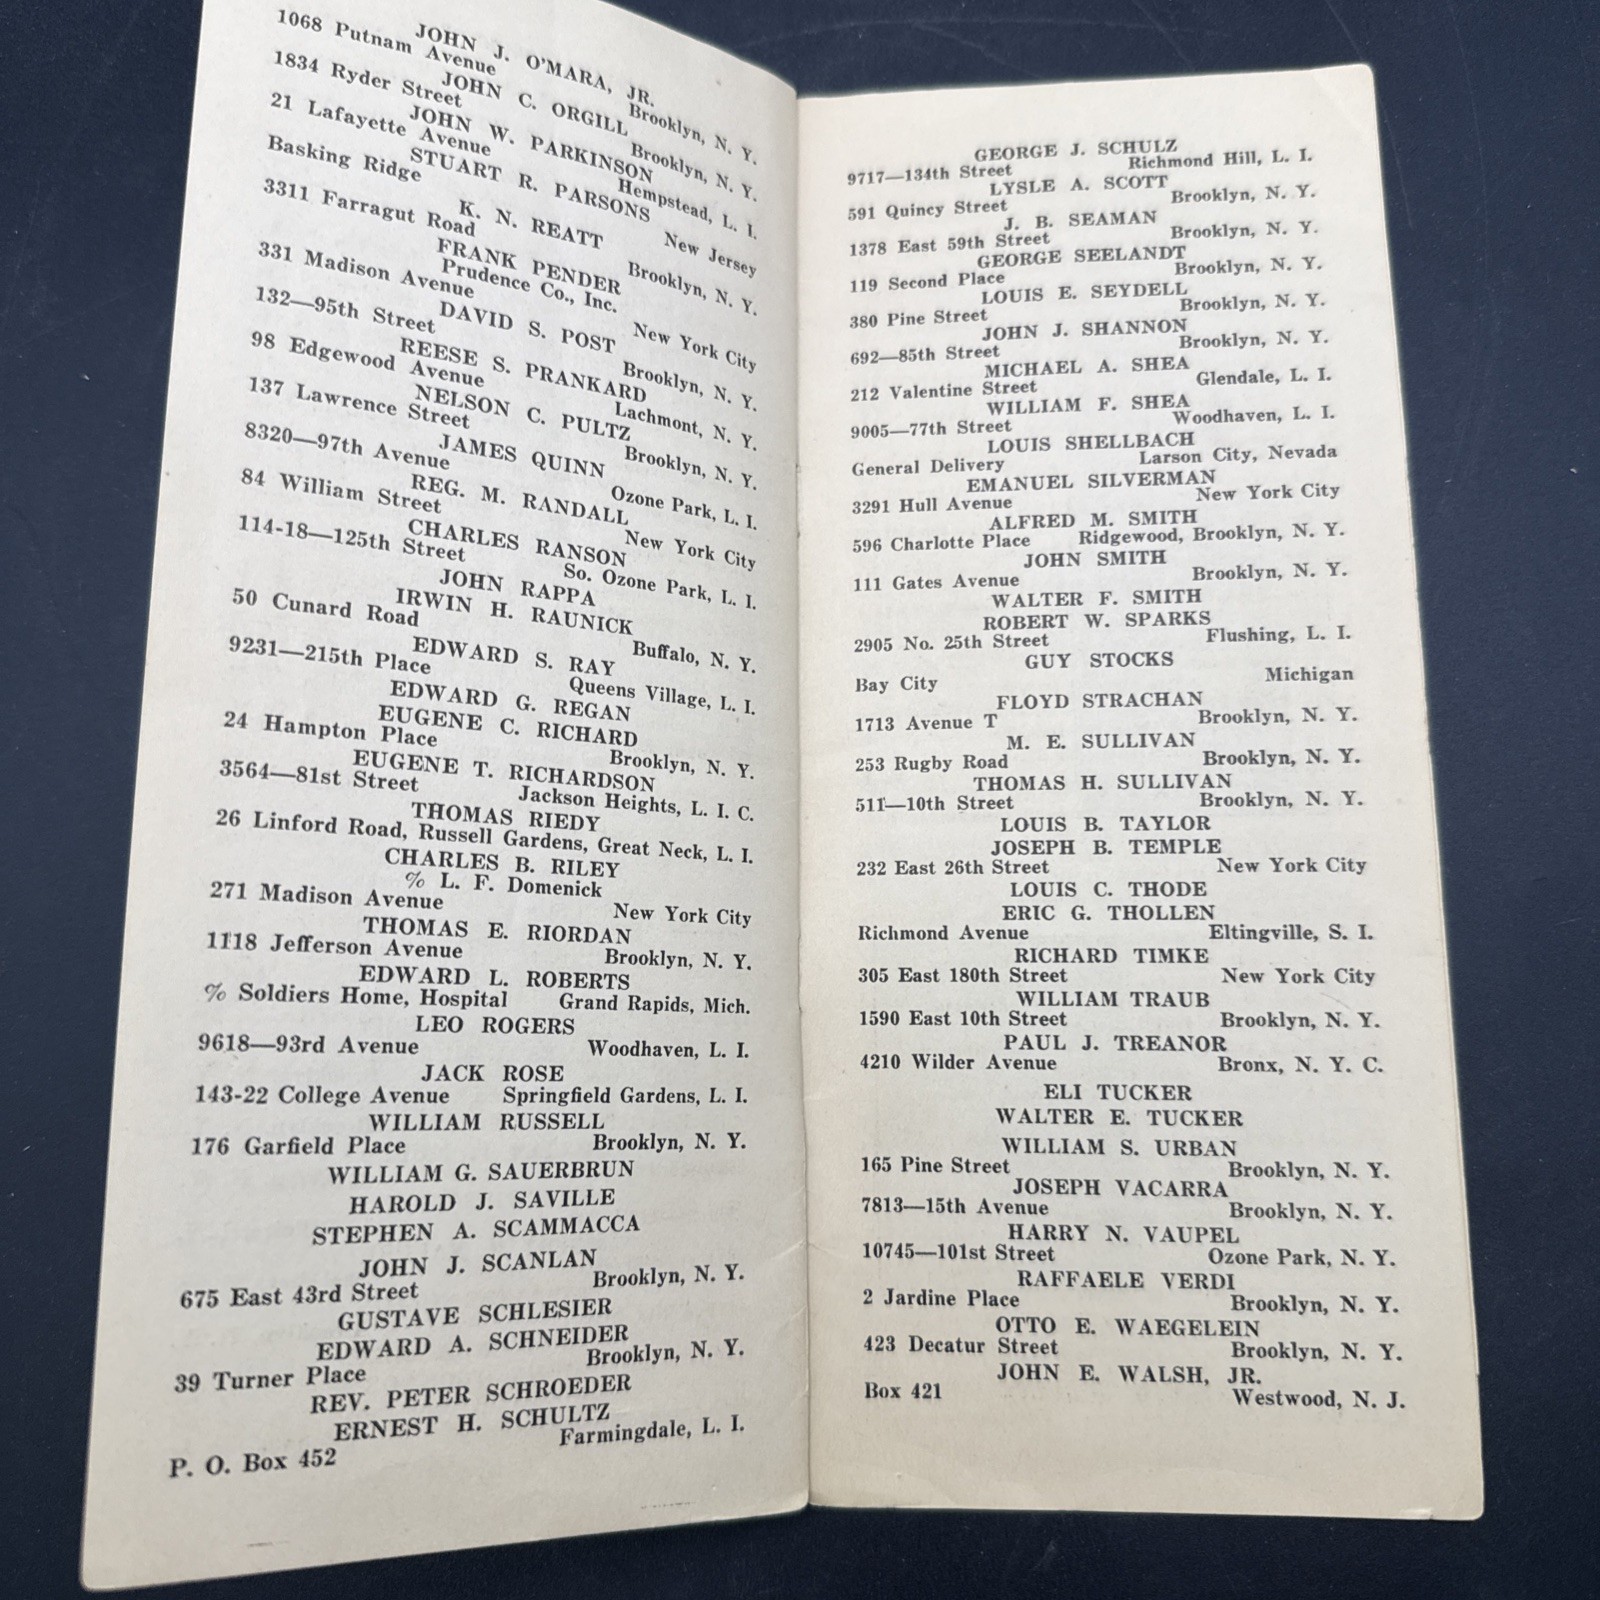 JOHN J. O'MARA, JR.
1068 Putnam Avenue Brooklyn, N. Y.
JOHN C. ORGILL
1834 Ryder Street Brooklyn, N. Y.
JOHN W. PARKINSON
21 Lafayette Avenue Hempstead, L. I.
STUART R. PARSONS
Basking Ridge New Jersey
K. N. REATT
3311 Farragut Road Brooklyn, N. Y.
FRANK PENDER
Prudence Co., Inc.
331 Madison Avenue New York City
DAVID S. POST
132—95th Street Brooklyn, N. Y.
REESE S. PRANKARD
98 Edgewood Avenue Lachmont, N. Y.
NELSON C. PULTZ
137 Lawrence Street Brooklyn, N. Y.
JAMES QUINN
8320—97th Avenue Ozone Park, L. I.
REG. M. RANDALL
84 William Street New York City
CHARLES RANSON
114-18—125th Street So. Ozone Park, L. I.
JOHN RAPPA
IRWIN H. RAUNICK
50 Cunard Road Buffalo, N. Y.
EDWARD S. RAY
9231—215th Place Queens Village, L. I.
EDWARD G. REGAN
EUGENE C. RICHARD
24 Hampton Place Brooklyn, N. Y.
EUGENE T. RICHARDSON
3564—81st Street Jackson Heights, L. I. C.
THOMAS RIEDY
26 Linford Road, Russell Gardens, Great Neck, L. I.
CHARLES B. RILEY
% L. F. Domenick
271 Madison Avenue New York City
THOMAS E. RIORDAN
1118 Jefferson Avenue Brooklyn, N. Y.
EDWARD L. ROBERTS
% Soldiers Home, Hospital Grand Rapids, Mich.
LEO ROGERS
9618—93rd Avenue Woodhaven, L. I.
JACK ROSE
143-22 College Avenue Springfield Gardens, L. I.
WILLIAM RUSSELL
176 Garfield Place Brooklyn, N. Y.
WILLIAM G. SAUERBRUN
HAROLD J. SAVILLE
STEPHEN A. SCAMMACCA
JOHN J. SCANLAN
675 East 43rd Street Brooklyn, N. Y.
GUSTAVE SCHLESIER
EDWARD A. SCHNEIDER
39 Turner Place Brooklyn, N. Y.
REV. PETER SCHROEDER
ERNEST H. SCHULTZ
P. O. Box 452 Farmingdale, L. I.
GEORGE J. SCHULZ
9717—134th Street Richmond Hill, L. I.
LYSLE A. SCOTT
591 Quincy Street Brooklyn, N. Y.
J. B. SEAMAN
1378 East 59th Street Brooklyn, N. Y.
GEORGE SEELANDT
119 Second Place Brooklyn, N. Y.
LOUIS E. SEYDELL
380 Pine Street Brooklyn, N. Y.
JOHN J. SHANNON
692—85th Street Brooklyn, N. Y.
MICHAEL A. SHEA
212 Valentine Street Glendale, L. I.
WILLIAM F. SHEA
9005—77th Street Woodhaven, L. I.
LOUIS SHELLBACH
General Delivery Larson City, Nevada
EMANUEL SILVERMAN
3291 Hull Avenue New York City
ALFRED M. SMITH
596 Charlotte Place Ridgewood, Brooklyn, N. Y.
JOHN SMITH
111 Gates Avenue Brooklyn, N. Y.
WALTER F. SMITH
ROBERT W. SPARKS
2905 No. 25th Street Flushing, L. I.
GUY STOCKS
Bay City Michigan
FLOYD STRACHAN
1713 Avenue T Brooklyn, N. Y.
M. E. SULLIVAN
253 Rugby Road Brooklyn, N. Y.
THOMAS H. SULLIVAN
511—10th Street Brooklyn, N. Y.
LOUIS B. TAYLOR
JOSEPH B. TEMPLE
232 East 26th Street New York City
LOUIS C. THODE
ERIC G. THOLLEN
Richmond Avenue Eltingville, S. I.
RICHARD TIMKE
305 East 180th Street New York City
WILLIAM TRAUB
1590 East 10th Street Brooklyn, N. Y.
PAUL J. TREANOR
4210 Wilder Avenue Bronx, N. Y. C.
ELI TUCKER
WALTER E. TUCKER
WILLIAM S. URBAN
165 Pine Street Brooklyn, N. Y.
JOSEPH VACARRA
7813—15th Avenue Brooklyn, N. Y.
HARRY N. VAUPEL
10745—101st Street Ozone Park, N. Y.
RAFFAELE VERDI
2 Jardine Place Brooklyn, N. Y.
OTTO E. WAEGELEIN
423 Decatur Street Brooklyn, N. Y.
JOHN E. WALSH, JR.
Box 421 Westwood, N. J.